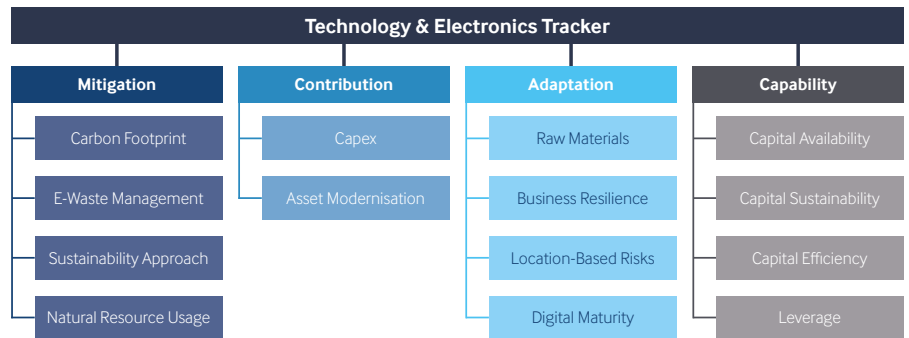 Technology & Electronics Tracker
Mitigation
Carbon Footprint
E-Waste Management
Sustainability Approach
Natural Resource Usage
Contribution
Capex
Asset Modernisation
Adaptation
Raw Materials
Business Resilience
Location-Based Risks
Digital Maturity
Capability
Capital Availability
Capital Sustainability
Capital Efficiency
Leverage